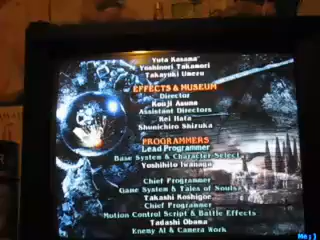 Yuta Kasama
Yoshinori Takamori
Takayuki Umezu
EFFECTS & MUSEUM
Director
Kouji Azuma
Assistant Directors
Rei Hata
Shunichiro Shizuka
PROGRAMMERS
Lead Programmer
Base System & Character Select
Yoshihito Iwanaga
Chief Programmer
Game System & Tales of Souls
Takashi Koshigoe
Chief Programmer
Motion Control Script & Battle Effects
Tadashi Obama
Enemy AI & Camera Work